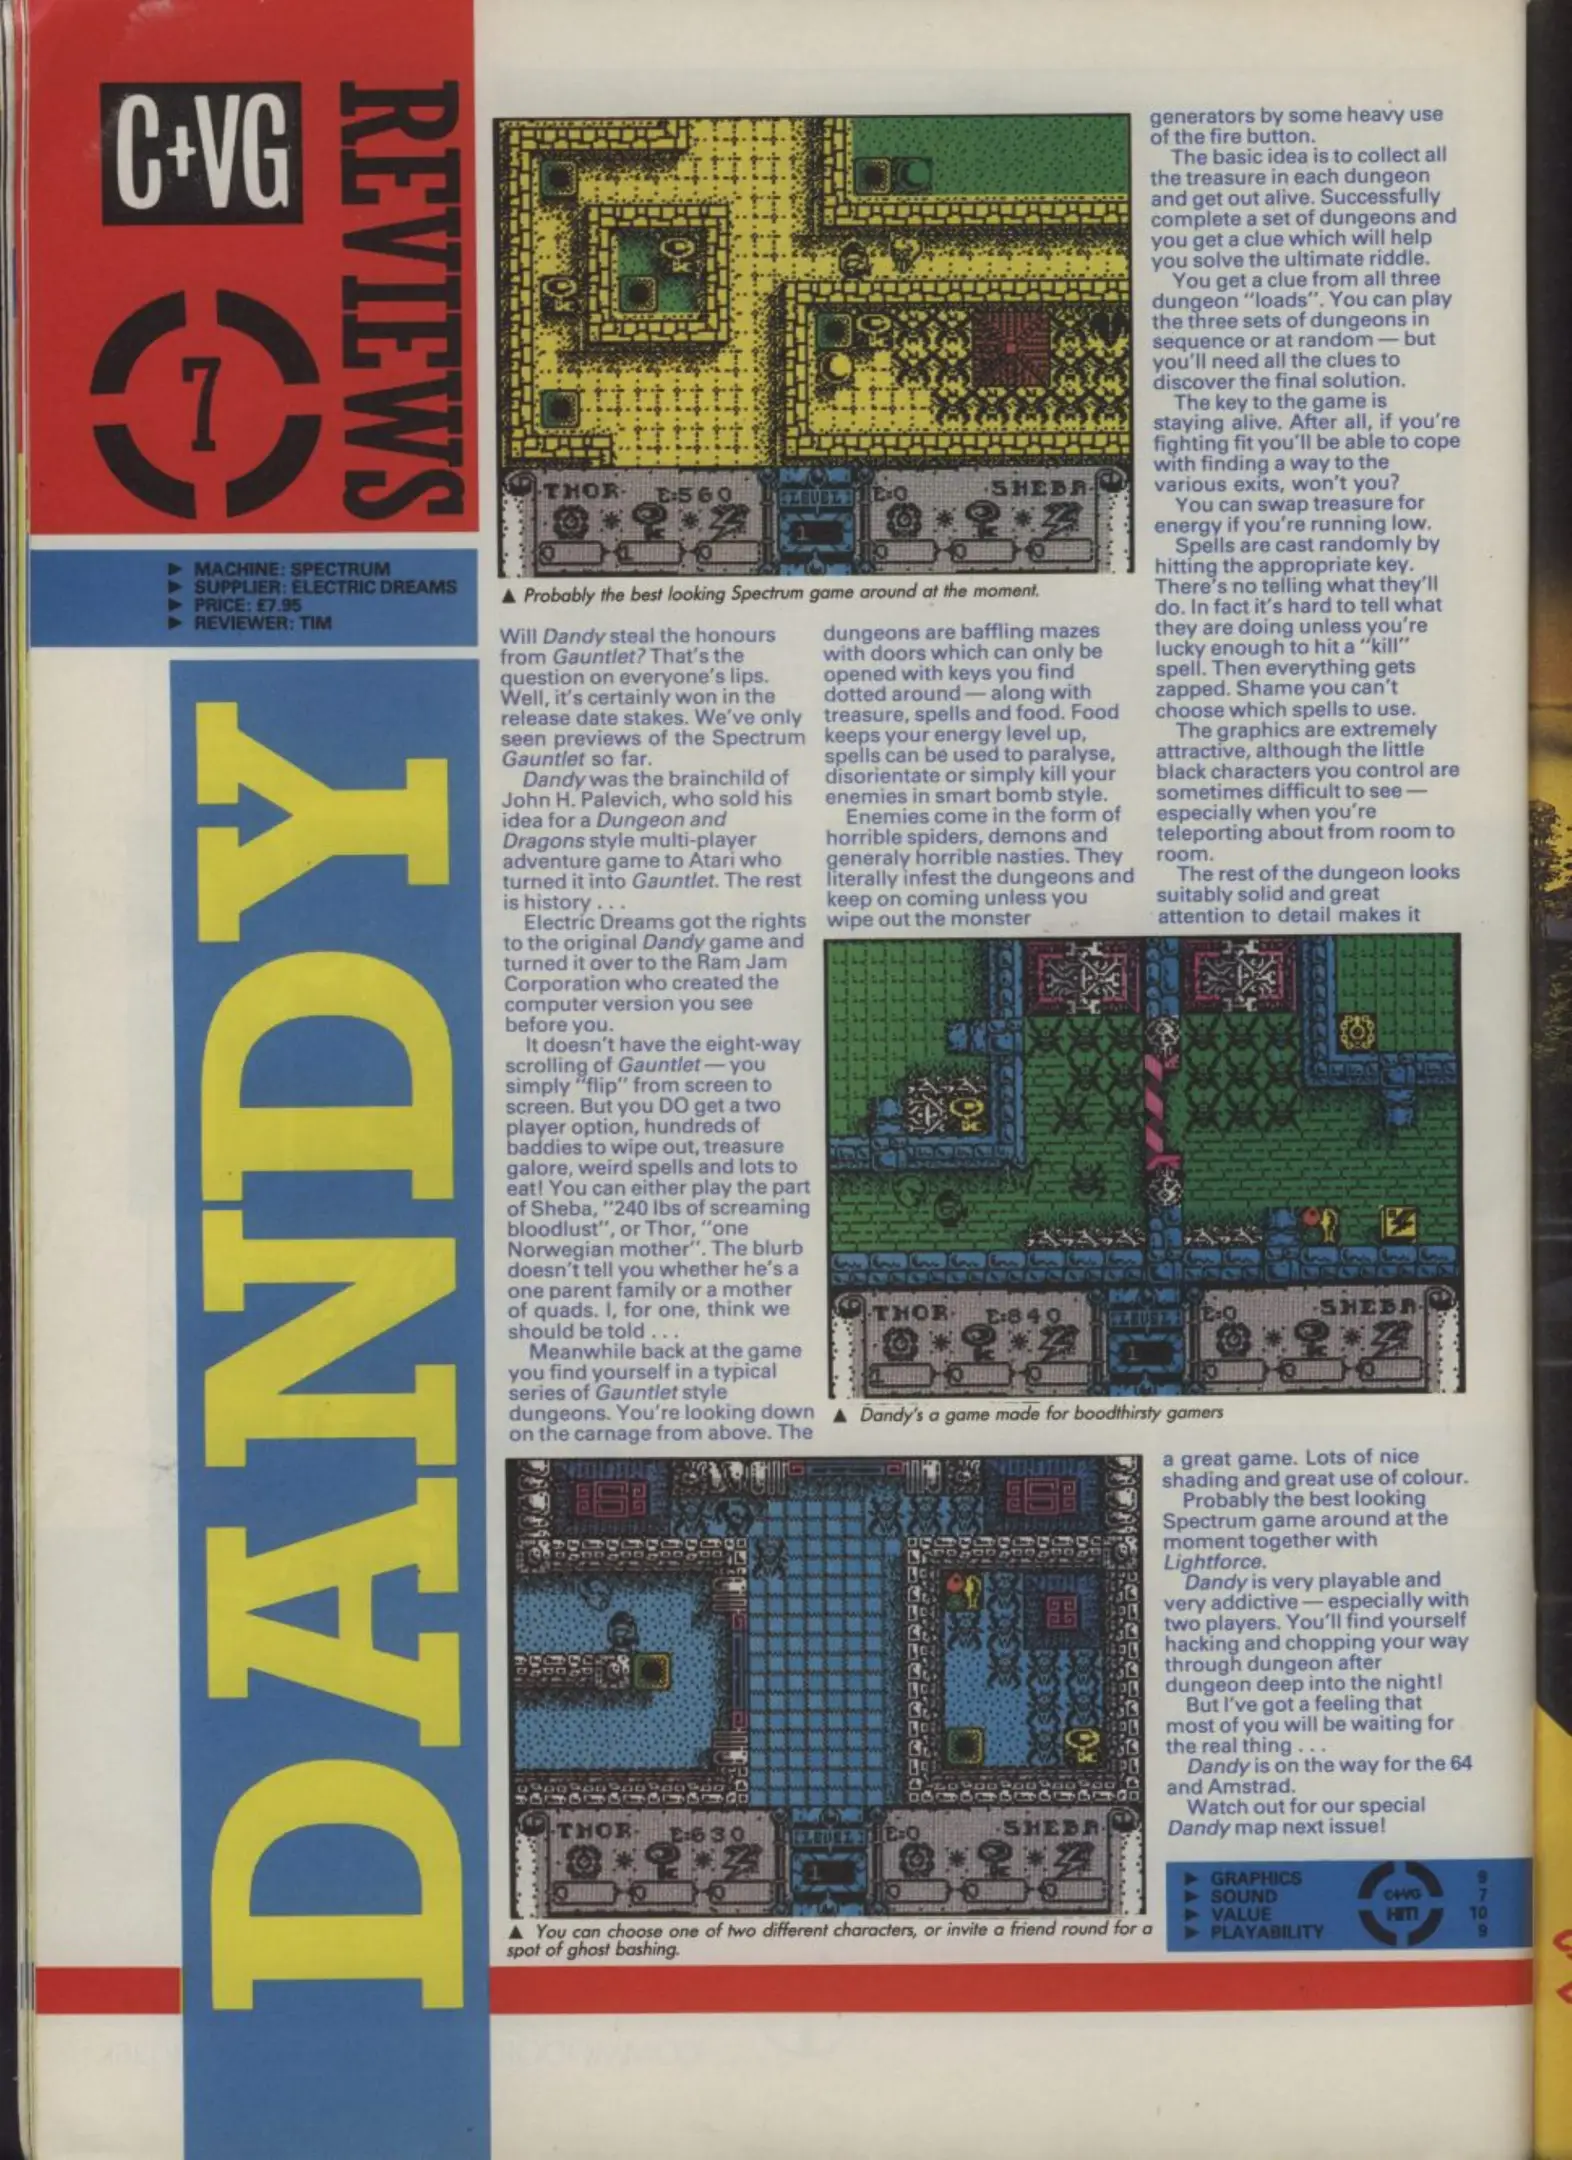 C+VG
REVIEWS
7
► MACHINE: SPECTRUM
► SUPPLIER: ELECTRIC DREAMS
► PRICE: £7.95
► REVIEWER: TIM
DANDY
THOR E:560 LEVEL E:0 SHEBA
0 1 0 1 0 0 0
▲ Probably the best looking Spectrum game around at the moment.
Will Dandy steal the honours
from Gauntlet? That's the
question on everyone's lips.
Well, it's certainly won in the
release date stakes. We've only
seen previews of the Spectrum
Gauntlet so far.
Dandy was the brainchild of
John H. Palevich, who sold his
idea for a Dungeon and
Dragons style multi-player
adventure game to Atari who
turned it into Gauntlet. The rest
is history . . .
Electric Dreams got the rights
to the original Dandy game and
turned it over to the Ram Jam
Corporation who created the
computer version you see
before you.
It doesn't have the eight-way
scrolling of Gauntlet — you
simply "flip" from screen to
screen. But you DO get a two
player option, hundreds of
baddies to wipe out, treasure
galore, weird spells and lots to
eat! You can either play the part
of Sheba, "240 lbs of screaming
bloodlust", or Thor, "one
Norwegian mother". The blurb
doesn't tell you whether he's a
one parent family or a mother
of quads. I, for one, think we
should be told . . .
Meanwhile back at the game
you find yourself in a typical
series of Gauntlet style
dungeons. You're looking down
on the carnage from above. The
dungeons are baffling mazes
with doors which can only be
opened with keys you find
dotted around — along with
treasure, spells and food. Food
keeps your energy level up,
spells can be used to paralyse,
disorientate or simply kill your
enemies in smart bomb style.
Enemies come in the form of
horrible spiders, demons and
generaly horrible nasties. They
literally infest the dungeons and
keep on coming unless you
wipe out the monster
generators by some heavy use
of the fire button.
The basic idea is to collect all
the treasure in each dungeon
and get out alive. Successfully
complete a set of dungeons and
you get a clue which will help
you solve the ultimate riddle.
You get a clue from all three
dungeon "loads". You can play
the three sets of dungeons in
sequence or at random — but
you'll need all the clues to
discover the final solution.
The key to the game is
staying alive. After all, if you're
fighting fit you'll be able to cope
with finding a way to the
various exits, won't you?
You can swap treasure for
energy if you're running low.
Spells are cast randomly by
hitting the appropriate key.
There's no telling what they'll
do. In fact it's hard to tell what
they are doing unless you're
lucky enough to hit a "kill"
spell. Then everything gets
zapped. Shame you can't
choose which spells to use.
The graphics are extremely
attractive, although the little
black characters you control are
sometimes difficult to see —
especially when you're
teleporting about from room to
room.
The rest of the dungeon looks
suitably solid and great
attention to detail makes it
THOR E:840 LEVEL E:0 SHEBA
1 0 0 1 0 0 0
▲ Dandy's a game made for boodthirsty gamers
a great game. Lots of nice
shading and great use of colour.
Probably the best looking
Spectrum game around at the
moment together with
Lightforce.
Dandy is very playable and
very addictive — especially with
two players. You'll find yourself
hacking and chopping your way
through dungeon after
dungeon deep into the night!
But I've got a feeling that
most of you will be waiting for
the real thing . . .
Dandy is on the way for the 64
and Amstrad.
Watch out for our special
Dandy map next issue!
THOR E:630 LEVEL E:0 SHEBA
0 0 0 1 0 0 0
▲ You can choose one of two different characters, or invite a friend round for a
spot of ghost bashing.
► GRAPHICS 9
► SOUND 7
► VALUE 10
► PLAYABILITY 9
C+VG
HIT!